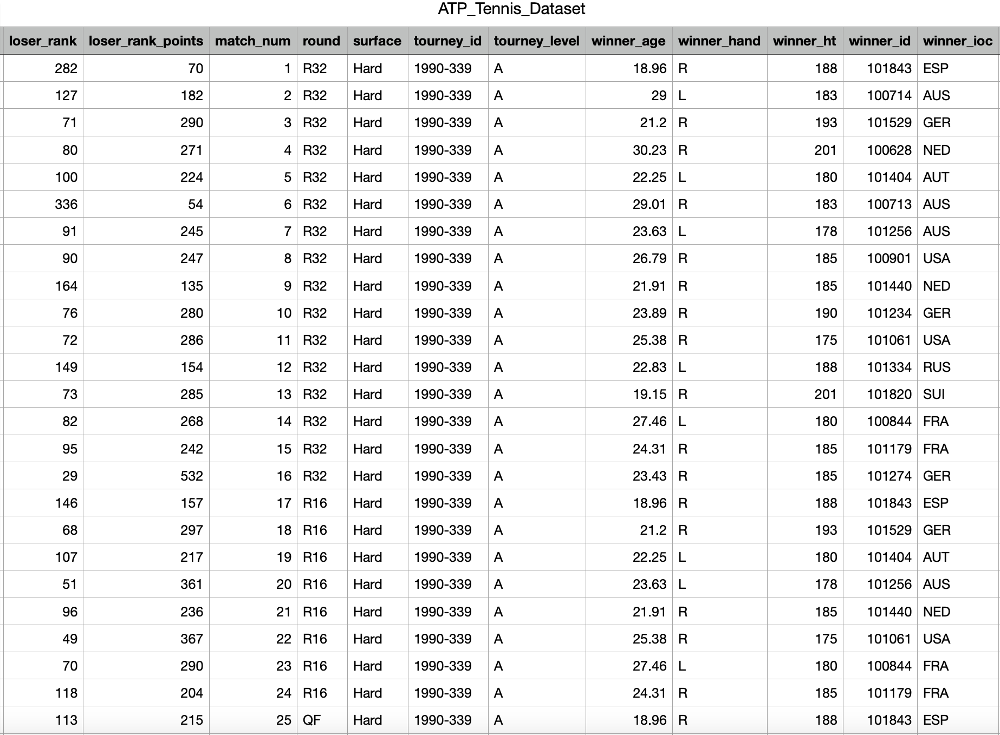 ATP_Tennis_Dataset
loser_rank loser_rank_points match_num round surface tourney_id tourney_level winner_age winner_hand winner_ht winner_id winner_ioc
282 70 1 R32 Hard 1990-339 A 18.96 R 188 101843 ESP
127 182 2 R32 Hard 1990-339 A 29 L 183 100714 AUS
71 290 3 R32 Hard 1990-339 A 21.2 R 193 101529 GER
80 271 4 R32 Hard 1990-339 A 30.23 R 201 100628 NED
100 224 5 R32 Hard 1990-339 A 22.25 L 180 101404 AUT
336 54 6 R32 Hard 1990-339 A 29.01 R 183 100713 AUS
91 245 7 R32 Hard 1990-339 A 23.63 L 178 101256 AUS
90 247 8 R32 Hard 1990-339 A 26.79 R 185 100901 USA
164 135 9 R32 Hard 1990-339 A 21.91 R 185 101440 NED
76 280 10 R32 Hard 1990-339 A 23.89 R 190 101234 GER
72 286 11 R32 Hard 1990-339 A 25.38 R 175 101061 USA
149 154 12 R32 Hard 1990-339 A 22.83 L 188 101334 RUS
73 285 13 R32 Hard 1990-339 A 19.15 R 201 101820 SUI
82 268 14 R32 Hard 1990-339 A 27.46 L 180 100844 FRA
95 242 15 R32 Hard 1990-339 A 24.31 R 185 101179 FRA
29 532 16 R32 Hard 1990-339 A 23.43 R 185 101274 GER
146 157 17 R16 Hard 1990-339 A 18.96 R 188 101843 ESP
68 297 18 R16 Hard 1990-339 A 21.2 R 193 101529 GER
107 217 19 R16 Hard 1990-339 A 22.25 L 180 101404 AUT
51 361 20 R16 Hard 1990-339 A 23.63 L 178 101256 AUS
96 236 21 R16 Hard 1990-339 A 21.91 R 185 101440 NED
49 367 22 R16 Hard 1990-339 A 25.38 R 175 101061 USA
70 290 23 R16 Hard 1990-339 A 27.46 L 180 100844 FRA
118 204 24 R16 Hard 1990-339 A 24.31 R 185 101179 FRA
113 215 25 QF Hard 1990-339 A 18.96 R 188 101843 ESP